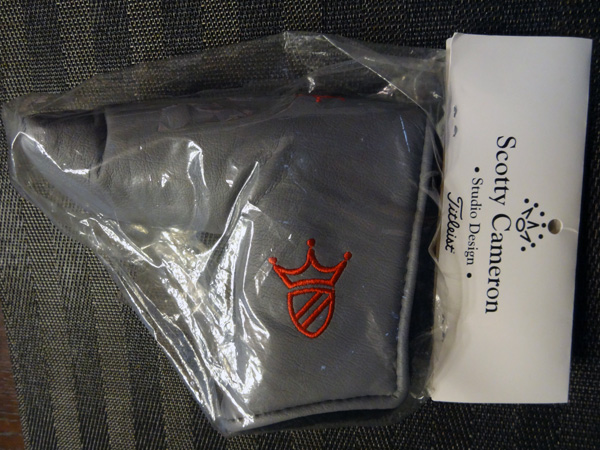 Scotty Cameron
• Studio Design •
Titleist